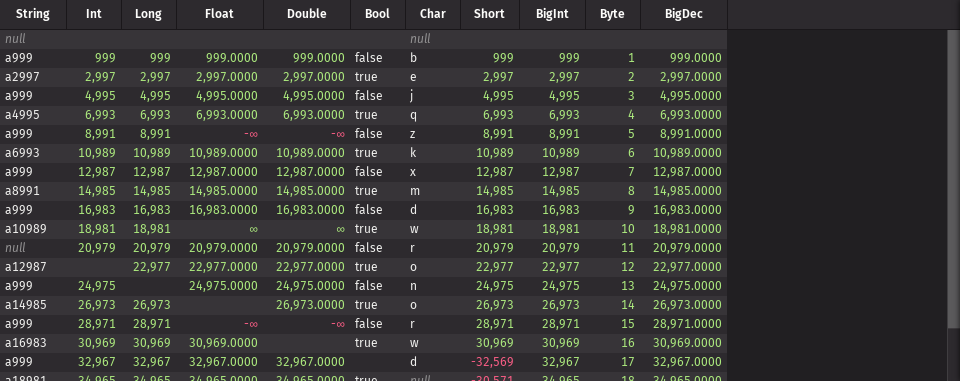 String Int Long Float Double Bool Char Short BigInt Byte BigDec
null null
a999 999 999 999.0000 999.0000 false b 999 999 1 999.0000
a2997 2,997 2,997 2,997.0000 2,997.0000 true e 2,997 2,997 2 2,997.0000
a999 4,995 4,995 4,995.0000 4,995.0000 false j 4,995 4,995 3 4,995.0000
a4995 6,993 6,993 6,993.0000 6,993.0000 true q 6,993 6,993 4 6,993.0000
a999 8,991 8,991 -∞ -∞ false z 8,991 8,991 5 8,991.0000
a6993 10,989 10,989 10,989.0000 10,989.0000 true k 10,989 10,989 6 10,989.0000
a999 12,987 12,987 12,987.0000 12,987.0000 false x 12,987 12,987 7 12,987.0000
a8991 14,985 14,985 14,985.0000 14,985.0000 true m 14,985 14,985 8 14,985.0000
a999 16,983 16,983 16,983.0000 16,983.0000 false d 16,983 16,983 9 16,983.0000
a10989 18,981 18,981 ∞ ∞ true w 18,981 18,981 10 18,981.0000
null 20,979 20,979 20,979.0000 20,979.0000 false r 20,979 20,979 11 20,979.0000
a12987 22,977 22,977.0000 22,977.0000 true o 22,977 22,977 12 22,977.0000
a999 24,975 24,975.0000 24,975.0000 false n 24,975 24,975 13 24,975.0000
a14985 26,973 26,973 26,973.0000 true o 26,973 26,973 14 26,973.0000
a999 28,971 28,971 -∞ -∞ false r 28,971 28,971 15 28,971.0000
a16983 30,969 30,969 30,969.0000 true w 30,969 30,969 16 30,969.0000
a999 32,967 32,967 32,967.0000 32,967.0000 d -32,569 32,967 17 32,967.0000
a18981 34,965 34,965 34,965.0000 34,965.0000 true null -30,571 34,965 18 34,965.0000